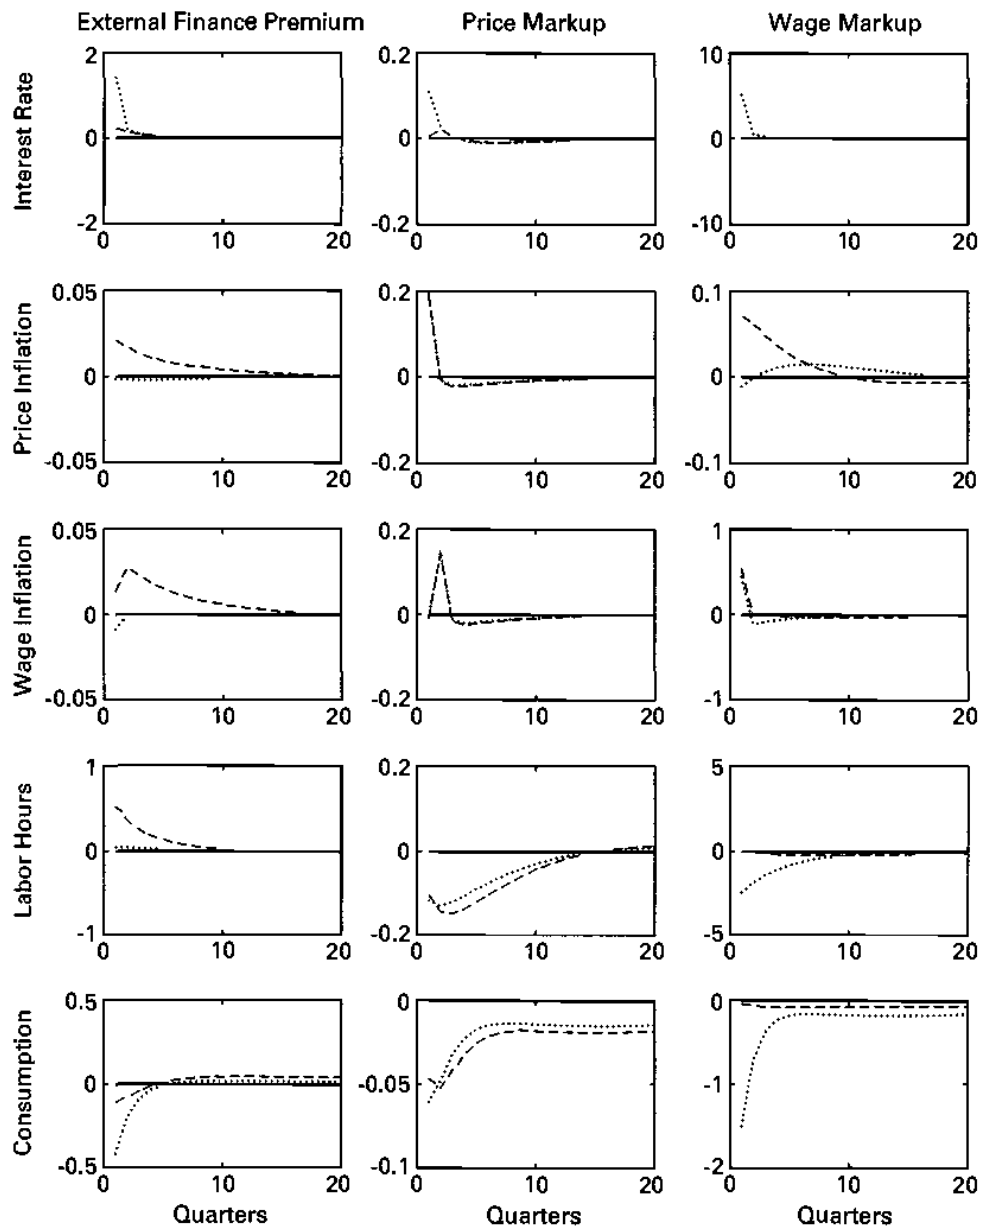 External Finance Premium Price Markup Wage Markup
Interest Rate
2 0.2 10
0 0 0
-2 -0.2 -10
0 10 20 0 10 20 0 10 20
Price Inflation
0.05 0.2 0.1
0 0 0
-0.05 -0.2 -0.1
0 10 20 0 10 20 0 10 20
Wage Inflation
0.05 0.2 1
0 0 0
-0.05 -0.2 -1
0 10 20 0 10 20 0 10 20
Labor Hours
1 0.2 5
0 0 0
-1 -0.2 -5
0 10 20 0 10 20 0 10 20
Consumption
0.5 0 0
0 -0.05 -1
-0.5 -0.1 -2
0 10 20 0 10 20 0 10 20
Quarters Quarters Quarters